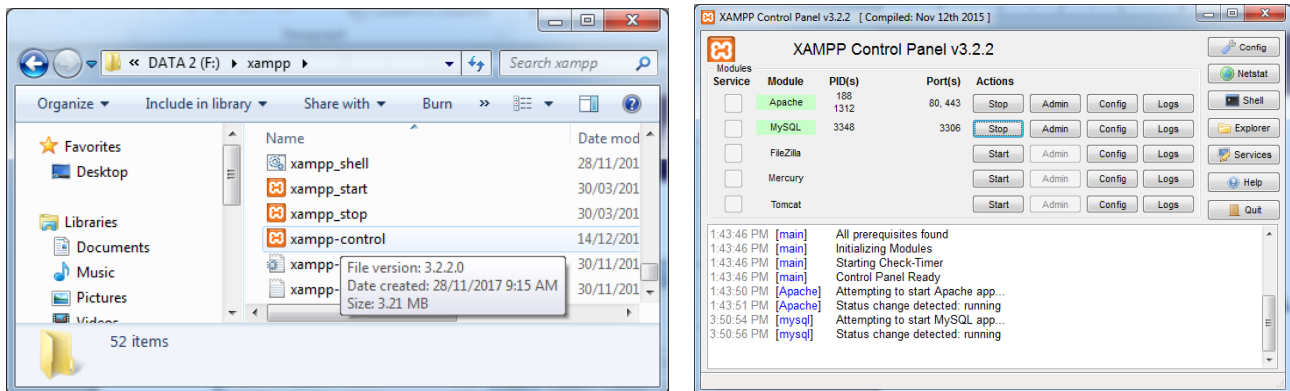 « DATA 2 (F:) ▸ xampp ▸ Search xampp
Organize ▾ Include in library ▾ Share with ▾ Burn »
Favorites
Desktop
Libraries
Documents
Music
Pictures
Videos
Name Date mod
xampp_shell 28/11/201
xampp_start 30/03/201
xampp_stop 30/03/201
xampp-control 14/12/201
xampp- 30/11/201
xampp- 30/11/201
File version: 3.2.2.0
Date created: 28/11/2017 9:15 AM
Size: 3.21 MB
52 items
XAMPP Control Panel v3.2.2 [ Compiled: Nov 12th 2015 ]
XAMPP Control Panel v3.2.2
Modules
Service Module PID(s) Port(s) Actions
Apache 188 1312 80, 443 Stop Admin Config Logs
MySQL 3348 3306 Stop Admin Config Logs
FileZilla Start Admin Config Logs
Mercury Start Admin Config Logs
Tomcat Start Admin Config Logs
Config
Netstat
Shell
Explorer
Services
Help
Quit
1:43:46 PM [main] All prerequisites found
1:43:46 PM [main] Initializing Modules
1:43:46 PM [main] Starting Check-Timer
1:43:46 PM [main] Control Panel Ready
1:43:50 PM [Apache] Attempting to start Apache app...
1:43:51 PM [Apache] Status change detected: running
3:50:54 PM [mysql] Attempting to start MySQL app...
3:50:56 PM [mysql] Status change detected: running